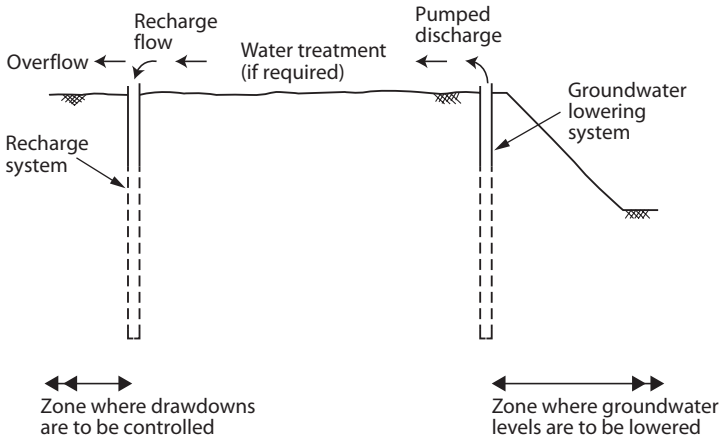 Recharge
flow
Overflow
Water treatment
(if required)
Pumped
discharge
Groundwater
lowering
system
Recharge
system
Zone where drawdowns
are to be controlled
Zone where groundwater
levels are to be lowered